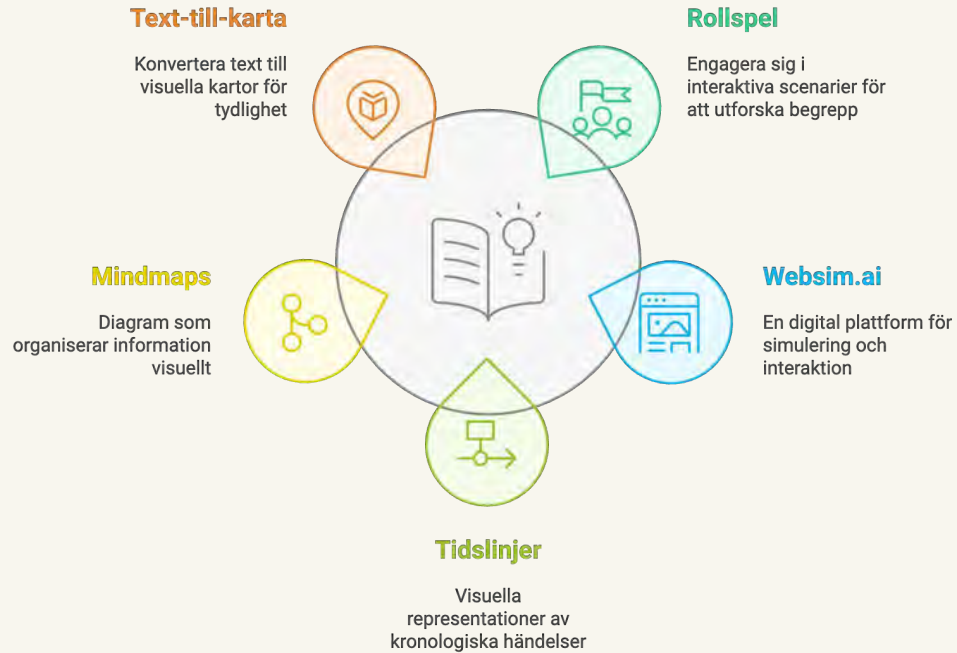 Text-till-karta
Konvertera text till
visuella kartor för
tydlighet
Rollspel
Engagera sig i
interaktiva scenarier för
att utforska begrepp
Mindmaps
Diagram som
organiserar information
visuellt
Websim.ai
En digital plattform för
simulering och
interaktion
Tidslinjer
Visuella
representationer av
kronologiska händelser